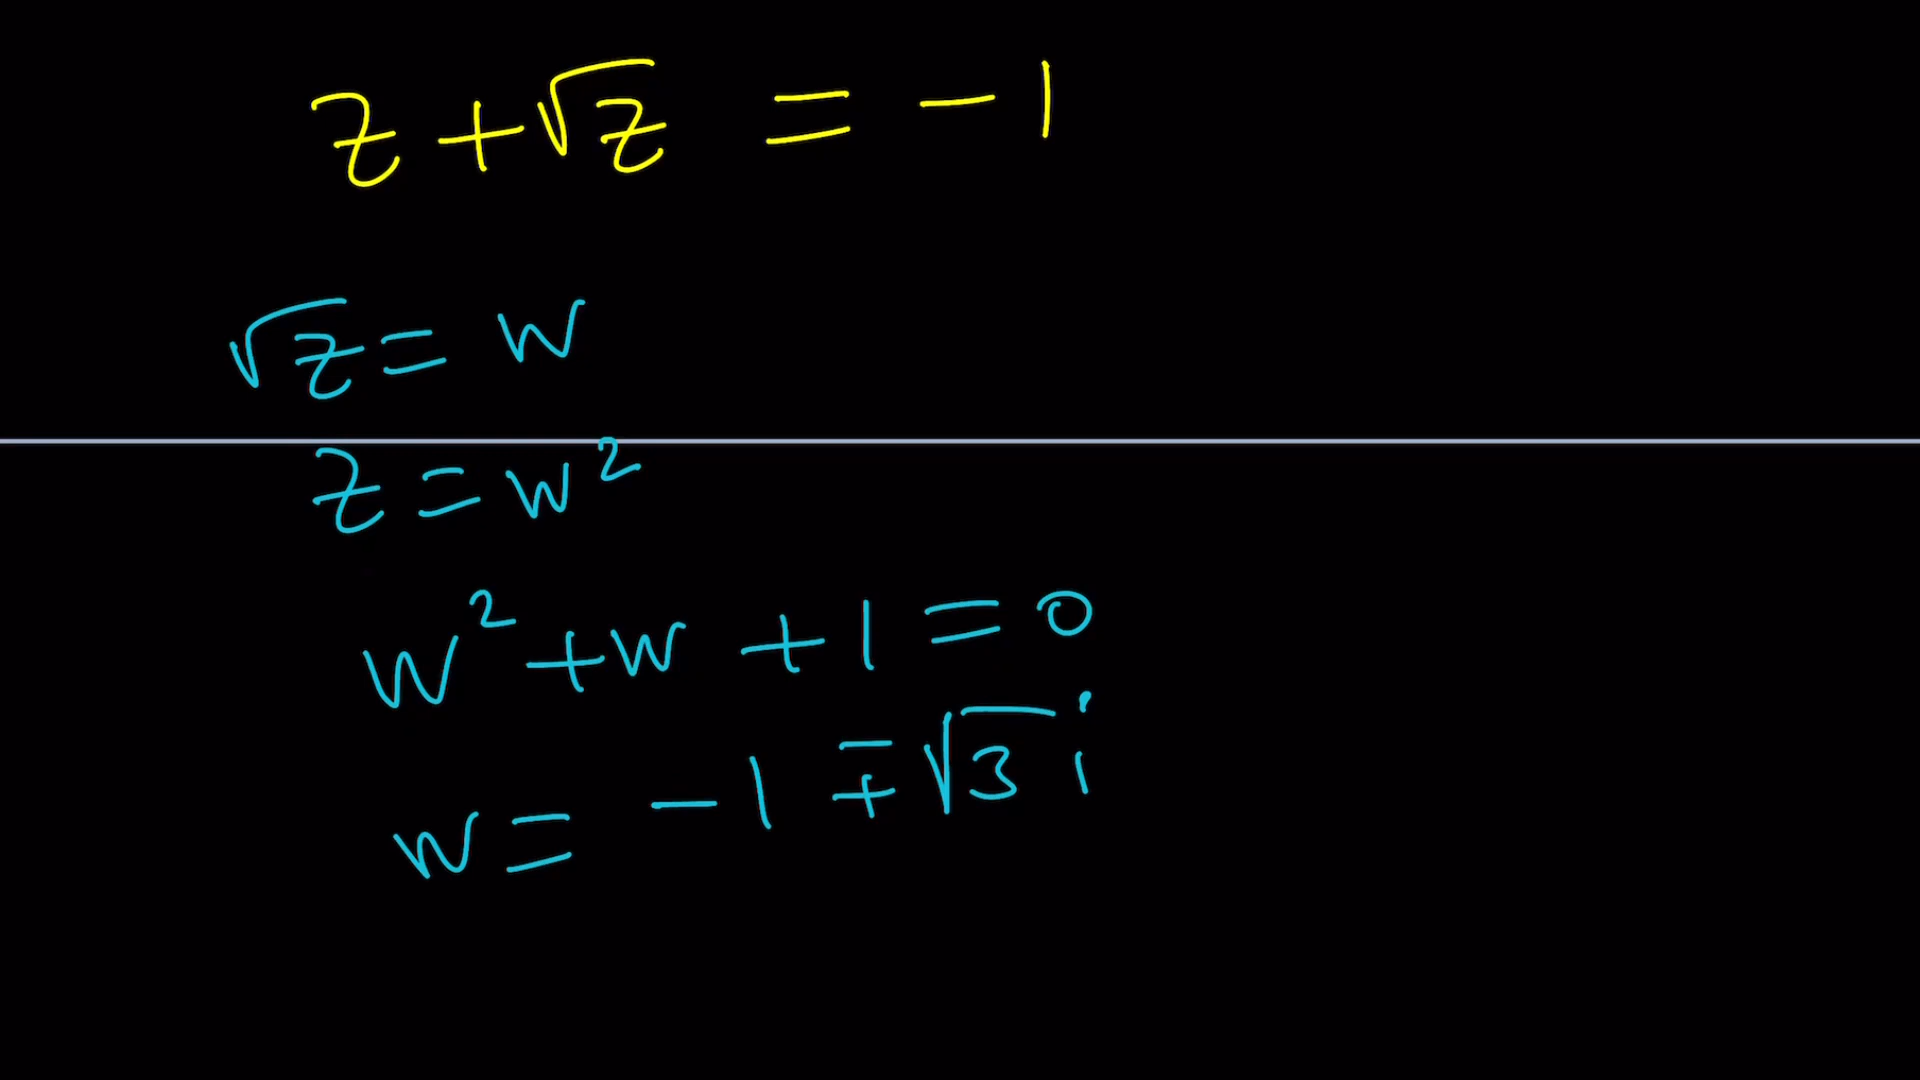 z + √z = -1
√z = w
z = w²
w² + w + 1 = 0
w = -1 ∓ √3 i